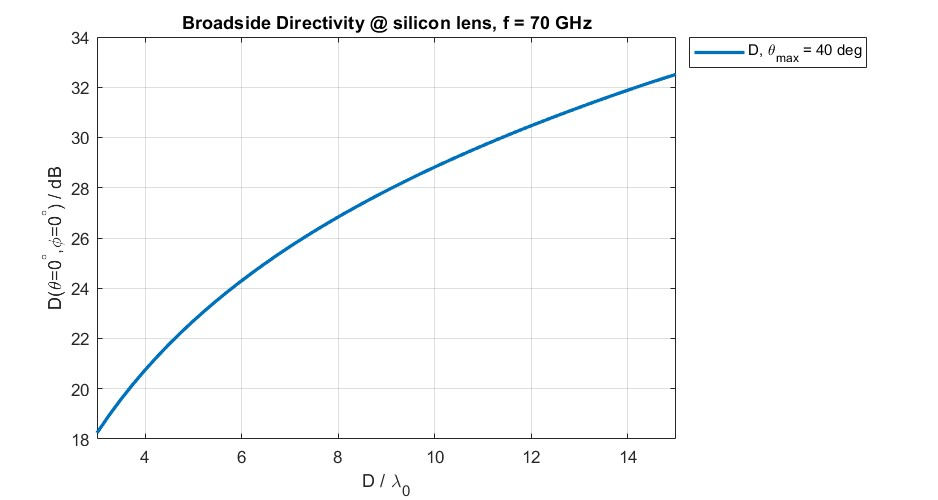 Broadside Directivity @ silicon lens, f = 70 GHz
D, θmax = 40 deg
34
32
30
28
26
24
22
20
18
D(θ=0°,ϕ=0°) / dB
4 6 8 10 12 14
D / λ0